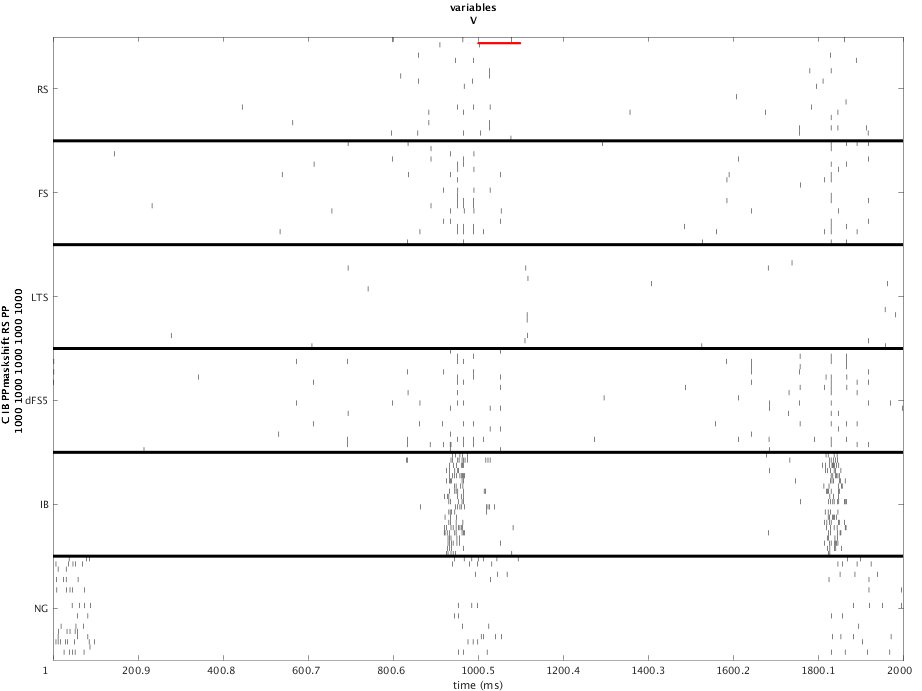 variables
V
RS
FS
LTS
dFS5
IB
NG
C IB PPmaskshift RS PP
1000 1000 1000 1000 1000
1
200.9
400.8
600.7
800.6
1000.5
1200.4
1400.3
1600.2
1800.1
2000
time (ms)